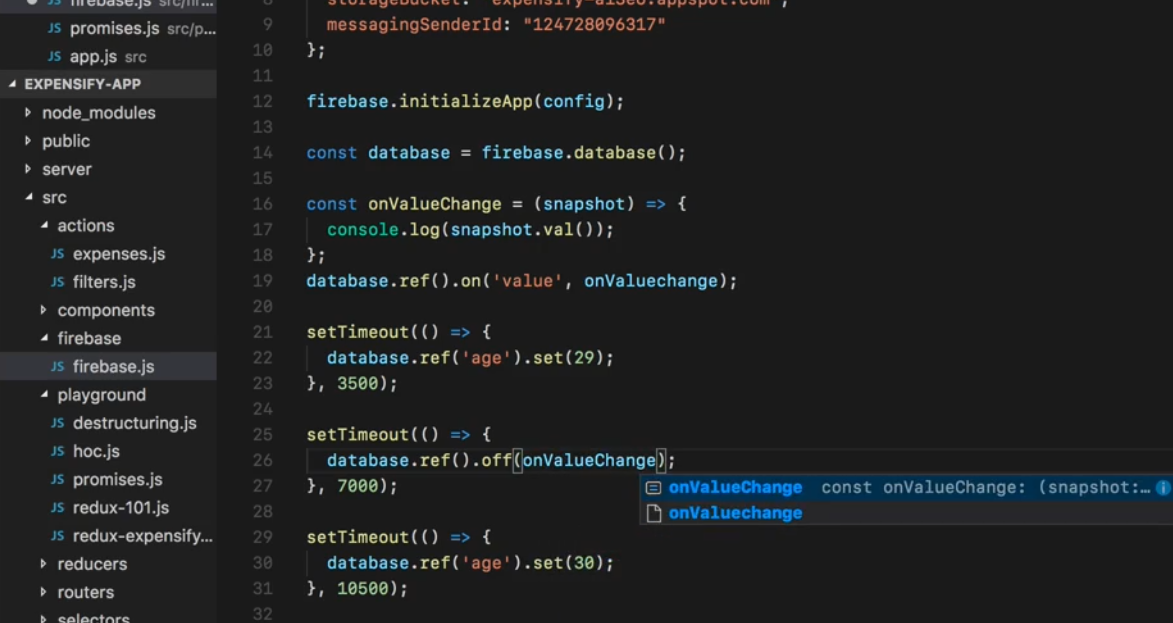 JS firebase.js src/fir...
JS promises.js src/p...
JS app.js src
EXPENSIFY-APP
node_modules
public
server
src
actions
JS expenses.js
JS filters.js
components
firebase
JS firebase.js
playground
JS destructuring.js
JS hoc.js
JS promises.js
JS redux-101.js
JS redux-expensify...
reducers
routers
selectors
8 storageBucket:
9 messagingSenderId: "124728096317"
10 };
11
12 firebase.initializeApp(config);
13
14 const database = firebase.database();
15
16 const onValueChange = (snapshot) => {
17 console.log(snapshot.val());
18 };
19 database.ref().on('value', onValuechange);
20
21 setTimeout(() => {
22 database.ref('age').set(29);
23 }, 3500);
24
25 setTimeout(() => {
26 database.ref().off(onValueChange);
27 }, 7000);
onValueChange const onValueChange: (snapshot:...
28
onValuechange
29 setTimeout(() => {
30 database.ref('age').set(30);
31 }, 10500);
32